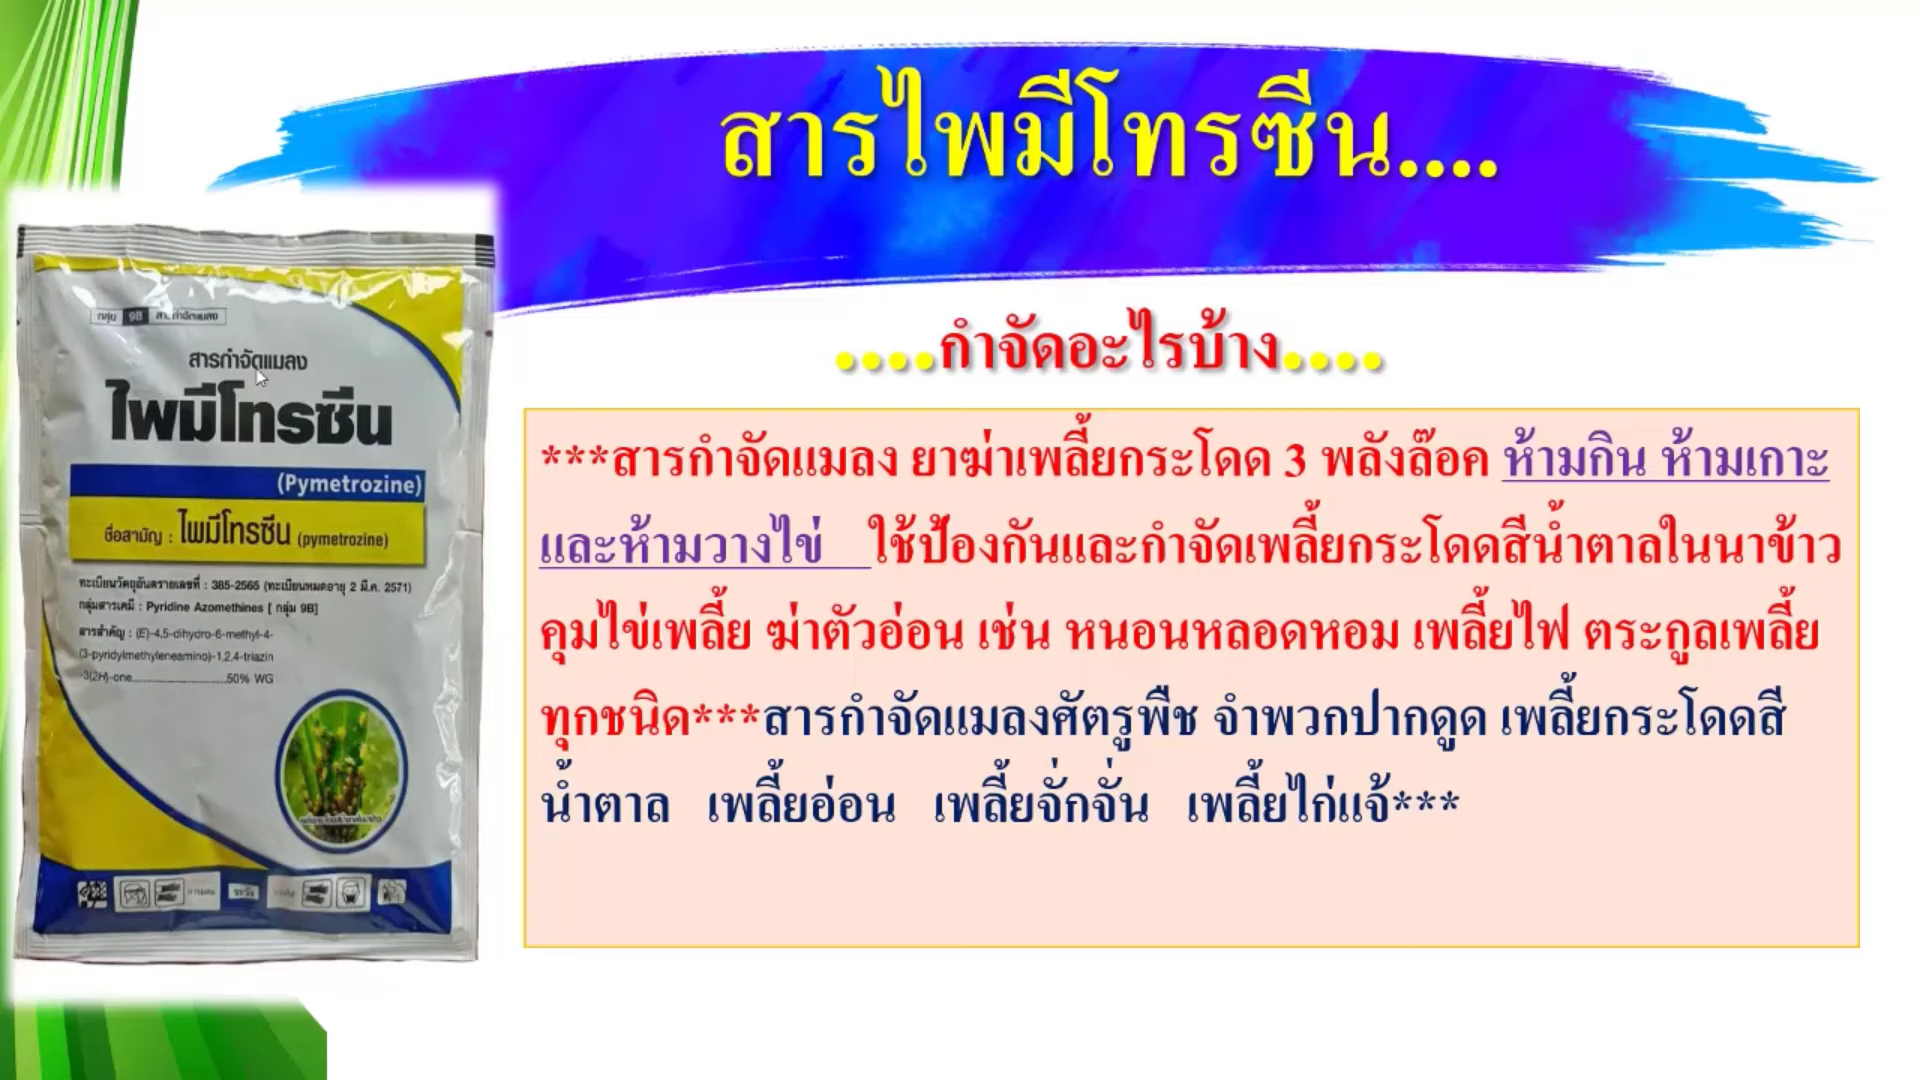 สารไพมีโทรซีน....
....กำจัดอะไรบ้าง....
***สารกำจัดแมลง ยาฆ่าเพลี้ยกระโดด 3 พลังล๊อค ห้ามกิน ห้ามเกาะ
และห้ามวางไข่ ใช้ป้องกันและกำจัดเพลี้ยกระโดดสีน้ำตาลในนาข้าว
คุมไข่เพลี้ย ฆ่าตัวอ่อน เช่น หนอนหลอดหอม เพลี้ยไฟ ตระกูลเพลี้ย
ทุกชนิด***สารกำจัดแมลงศัตรูพืช จำพวกปากดูด เพลี้ยกระโดดสี
น้ำตาล เพลี้ยอ่อน เพลี้ยจั่กจั่น เพลี้ยไก่แจ้***
กลุ่ม 9B สารกำจัดแมลง
สารกำจัดแมลง
ไพมีโทรซีน
(Pymetrozine)
ชื่อสามัญ : ไพมีโทรซีน (pymetrozine)
ทะเบียนวัตถุอันตรายเลขที่ : 385-2565 (ทะเบียนหมดอายุ 2 มี.ค. 2571)
กลุ่มสารเคมี : Pyridine Azomethines [ กลุ่ม 9B]
สารสำคัญ : (E)-4,5-dihydro-6-methyl-4-
(3-pyridylmethyleneamino)-1,2,4-triazin
-3(2H)-one..............................50% WG